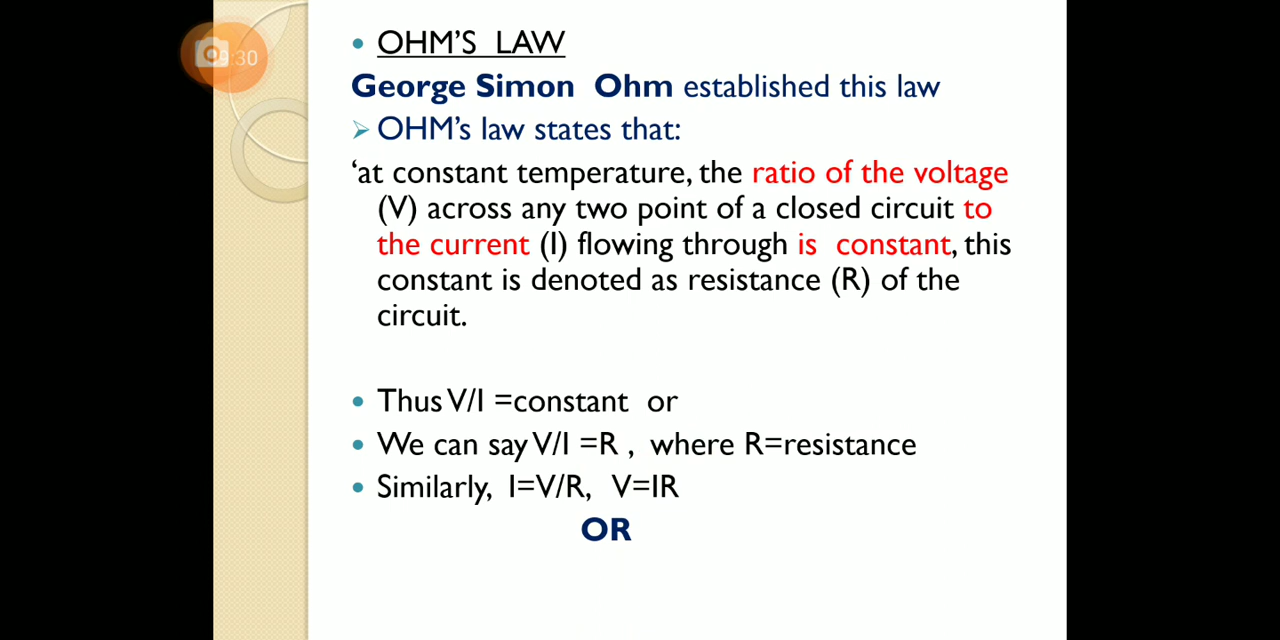 OHM'S LAW
:30
George Simon Ohm established this law
OHM's law states that:
‘at constant temperature, the ratio of the voltage
(V) across any two point of a closed circuit to
the current (I) flowing through is constant, this
constant is denoted as resistance (R) of the
circuit.
Thus V/I =constant or
We can say V/I =R , where R=resistance
Similarly, I=V/R, V=IR
OR